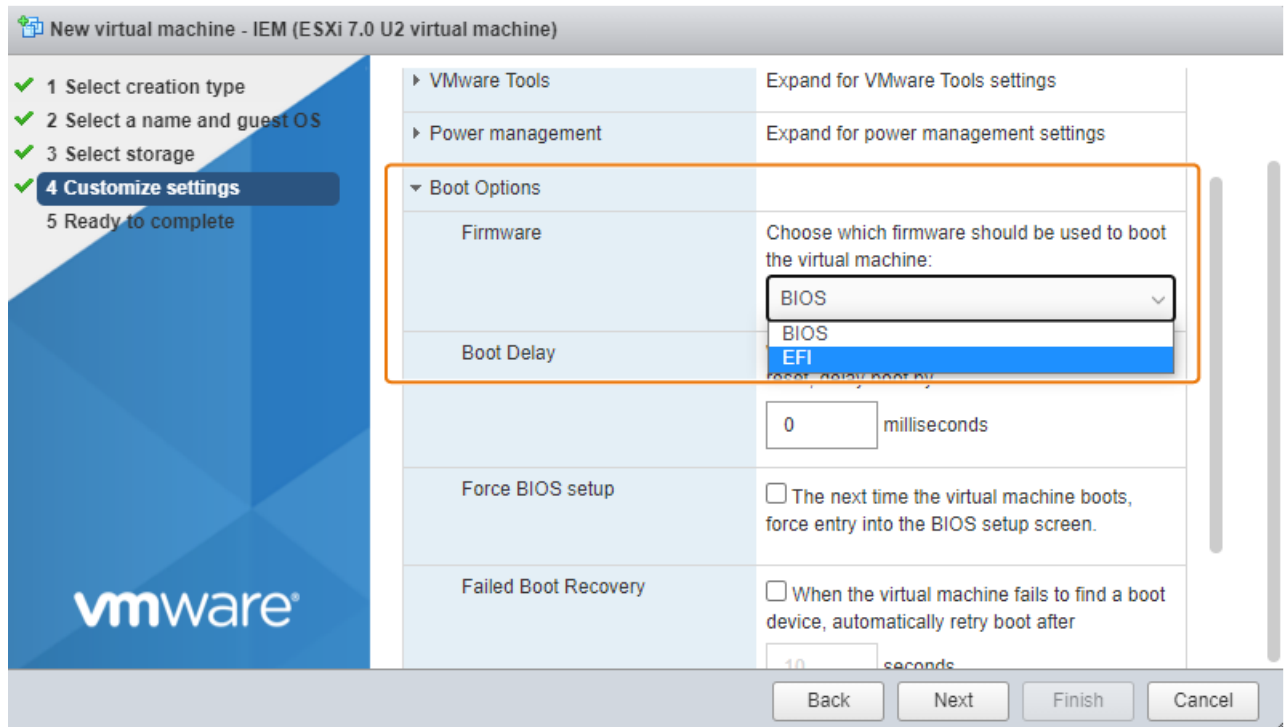 New virtual machine - IEM (ESXi 7.0 U2 virtual machine)
1 Select creation type
2 Select a name and guest OS
3 Select storage
4 Customize settings
5 Ready to complete
vmware®
VMware Tools
Expand for VMware Tools settings
Power management
Expand for power management settings
Boot Options
Firmware
Choose which firmware should be used to boot
the virtual machine:
BIOS
BIOS
EFI
Boot Delay
reset, delay boot by
0 milliseconds
Force BIOS setup
The next time the virtual machine boots,
force entry into the BIOS setup screen.
Failed Boot Recovery
When the virtual machine fails to find a boot
device, automatically retry boot after
10 seconds
Back
Next
Finish
Cancel